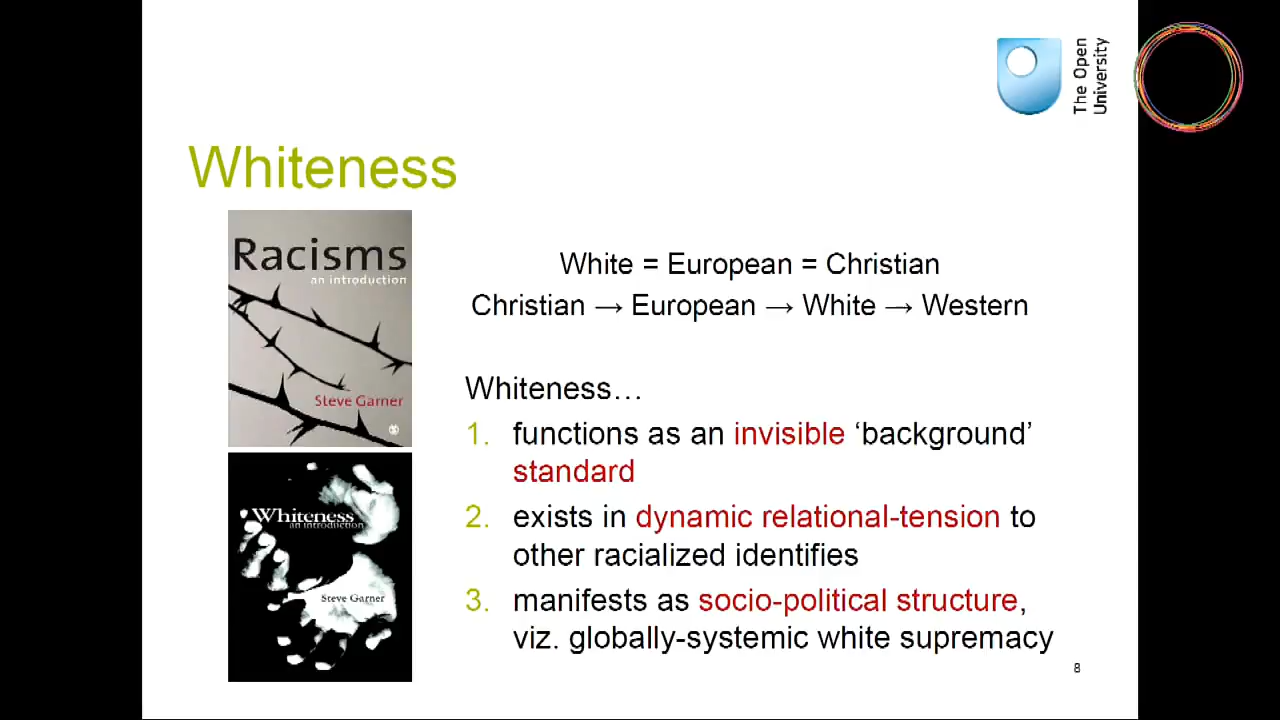 The Open
University
Whiteness
Racisms
an introduction
Steve Garner
Whiteness
an introduction
Steve Garner
White = European = Christian
Christian → European → White → Western
Whiteness…
1. functions as an invisible ‘background’
standard
2. exists in dynamic relational-tension to
other racialized identifies
3. manifests as socio-political structure,
viz. globally-systemic white supremacy
8